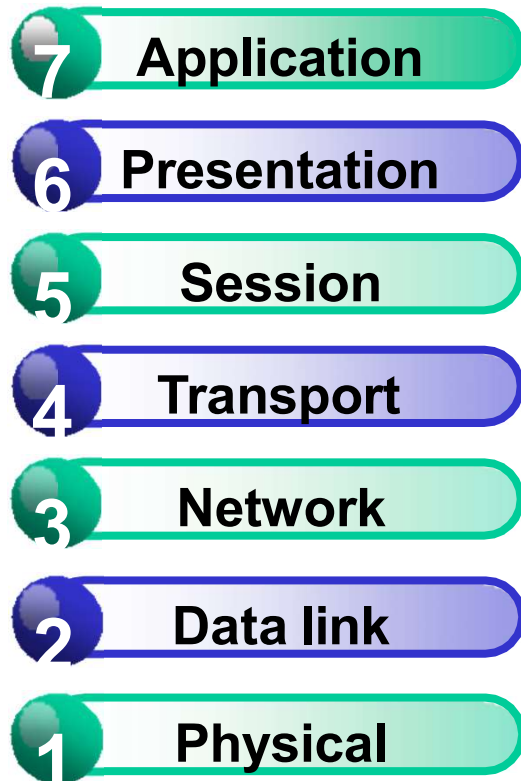 7 Application
6 Presentation
5 Session
4 Transport
3 Network
2 Data link
1 Physical